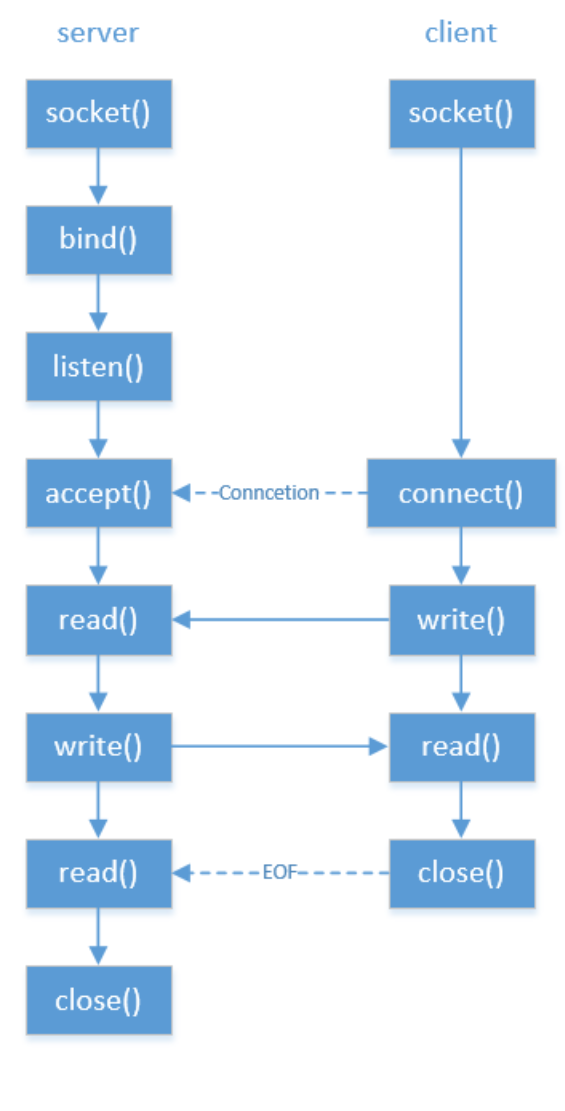 server
client
socket()
socket()
bind()
listen()
accept()
Conncetion
connect()
read()
write()
write()
read()
read()
EOF
close()
close()